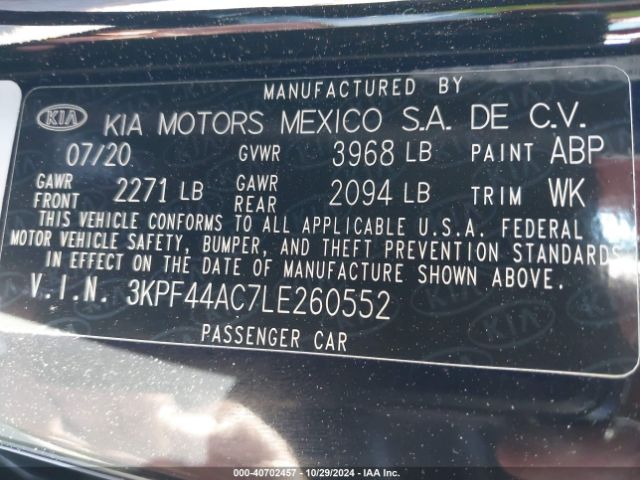 MANUFACTURED BY
KIA KIA MOTORS MEXICO S.A. DE C.V.
07/20 GVWR 3968 LB PAINT ABP
GAWR FRONT 2271 LB GAWR REAR 2094 LB TRIM WK
THIS VEHICLE CONFORMS TO ALL APPLICABLE U.S.A. FEDERAL
MOTOR VEHICLE SAFETY, BUMPER, AND THEFT PREVENTION STANDARDS
IN EFFECT ON THE DATE OF MANUFACTURE SHOWN ABOVE.
V.I.N. 3KPF44AC7LE260552
PASSENGER CAR
000-40702457 - 10/29/2024 - IAA Inc.